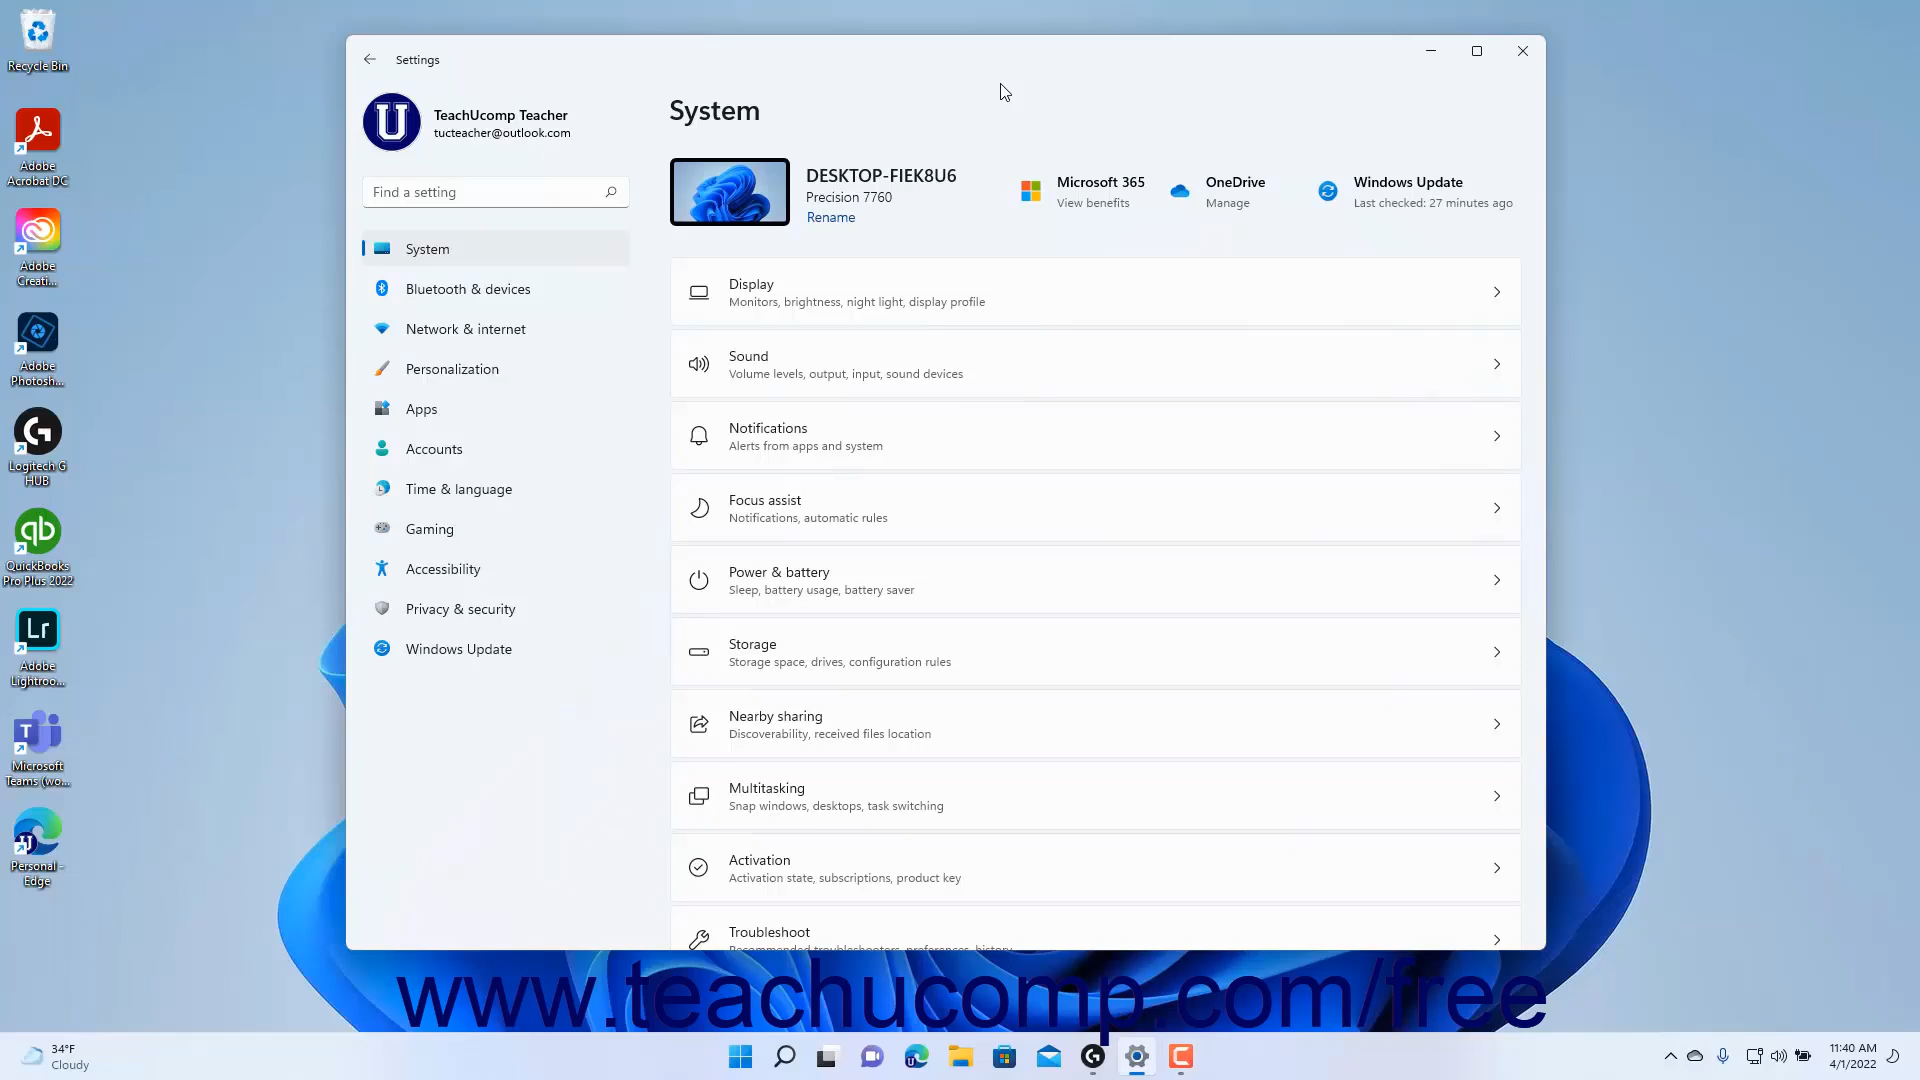 Recycle Bin
Adobe
Acrobat DC
Adobe
Creati...
Adobe
Photosh...
Logitech G
HUB
QuickBooks
Pro Plus 2022
Lr
Adobe
Lightroo...
Microsoft
Teams (wo...
Personal -
Edge
Settings
TeachUcomp Teacher
tucteacher@outlook.com
Find a setting
System
Bluetooth & devices
Network & internet
Personalization
Apps
Accounts
Time & language
Gaming
Accessibility
Privacy & security
Windows Update
System
DESKTOP-FIEK8U6
Precision 7760
Rename
Microsoft 365
View benefits
OneDrive
Manage
Windows Update
Last checked: 27 minutes ago
Display
Monitors, brightness, night light, display profile
Sound
Volume levels, output, input, sound devices
Notifications
Alerts from apps and system
Focus assist
Notifications, automatic rules
Power & battery
Sleep, battery usage, battery saver
Storage
Storage space, drives, configuration rules
Nearby sharing
Discoverability, received files location
Multitasking
Snap windows, desktops, task switching
Activation
Activation state, subscriptions, product key
Troubleshoot
Recommended troubleshooters, preferences, history
www.teachucomp.com/free
34°F
Cloudy
11:40 AM
4/1/2022